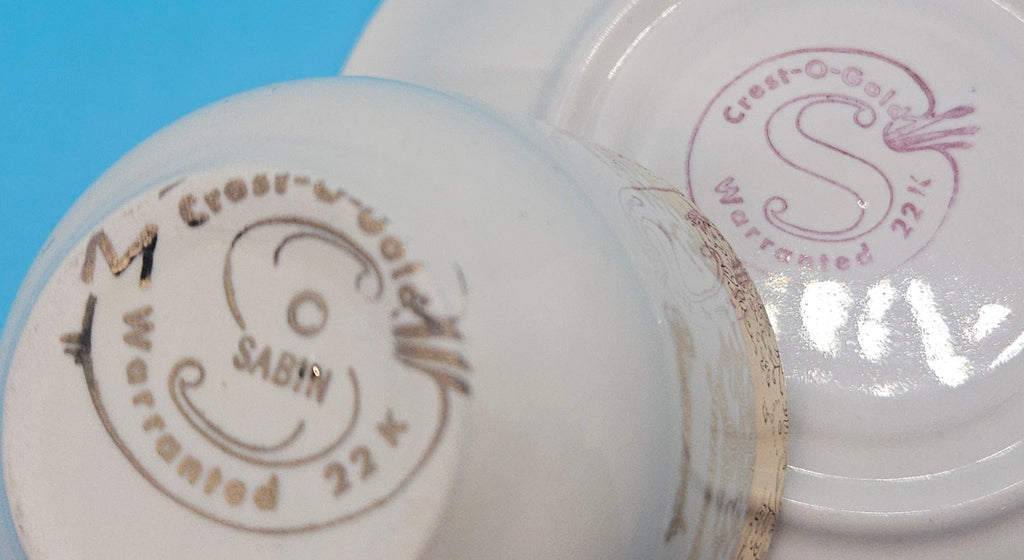 Crest-O-Gold
SABIN
Warranted 22 K
Crest-O-Gold
S
Warranted 22 K